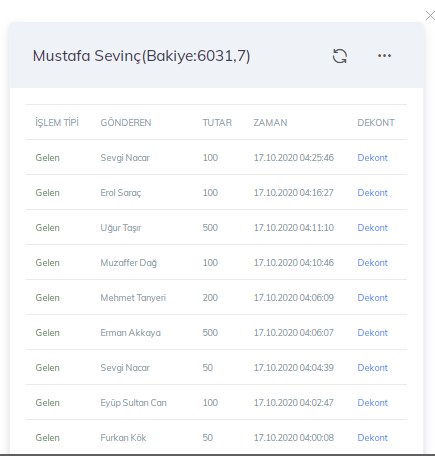 Mustafa Sevinç(Bakiye:6031,7)
İŞLEM TİPİ GÖNDEREN TUTAR ZAMAN DEKONT
Gelen Sevgi Nacar 100 17.10.2020 04:25:46 Dekont
Gelen Erol Saraç 100 17.10.2020 04:16:27 Dekont
Gelen Uğur Taşır 500 17.10.2020 04:11:10 Dekont
Gelen Muzaffer Dağ 100 17.10.2020 04:10:46 Dekont
Gelen Mehmet Tanyeri 200 17.10.2020 04:06:09 Dekont
Gelen Erman Akkaya 500 17.10.2020 04:06:07 Dekont
Gelen Sevgi Nacar 50 17.10.2020 04:04:39 Dekont
Gelen Eyüp Sultan Can 100 17.10.2020 04:02:47 Dekont
Gelen Furkan Kök 50 17.10.2020 04:00:08 Dekont